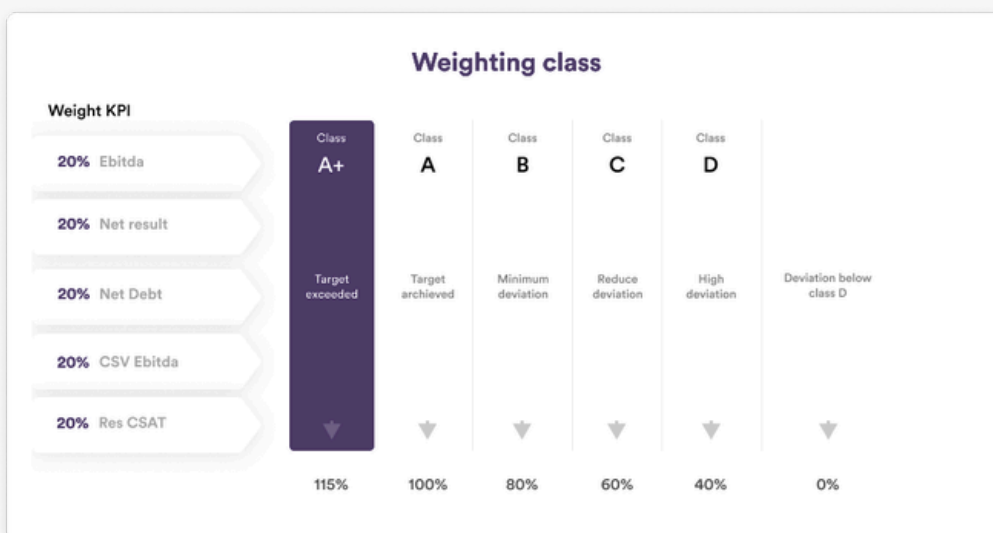 Weighting class
Weight KPI
20% Ebitda
20% Net result
20% Net Debt
20% CSV Ebitda
20% Res CSAT
Class
A+
Target
exceeded
115%
Class
A
Target
archieved
100%
Class
B
Minimum
deviation
80%
Class
C
Reduce
deviation
60%
Class
D
High
deviation
40%
Deviation below
class D
0%